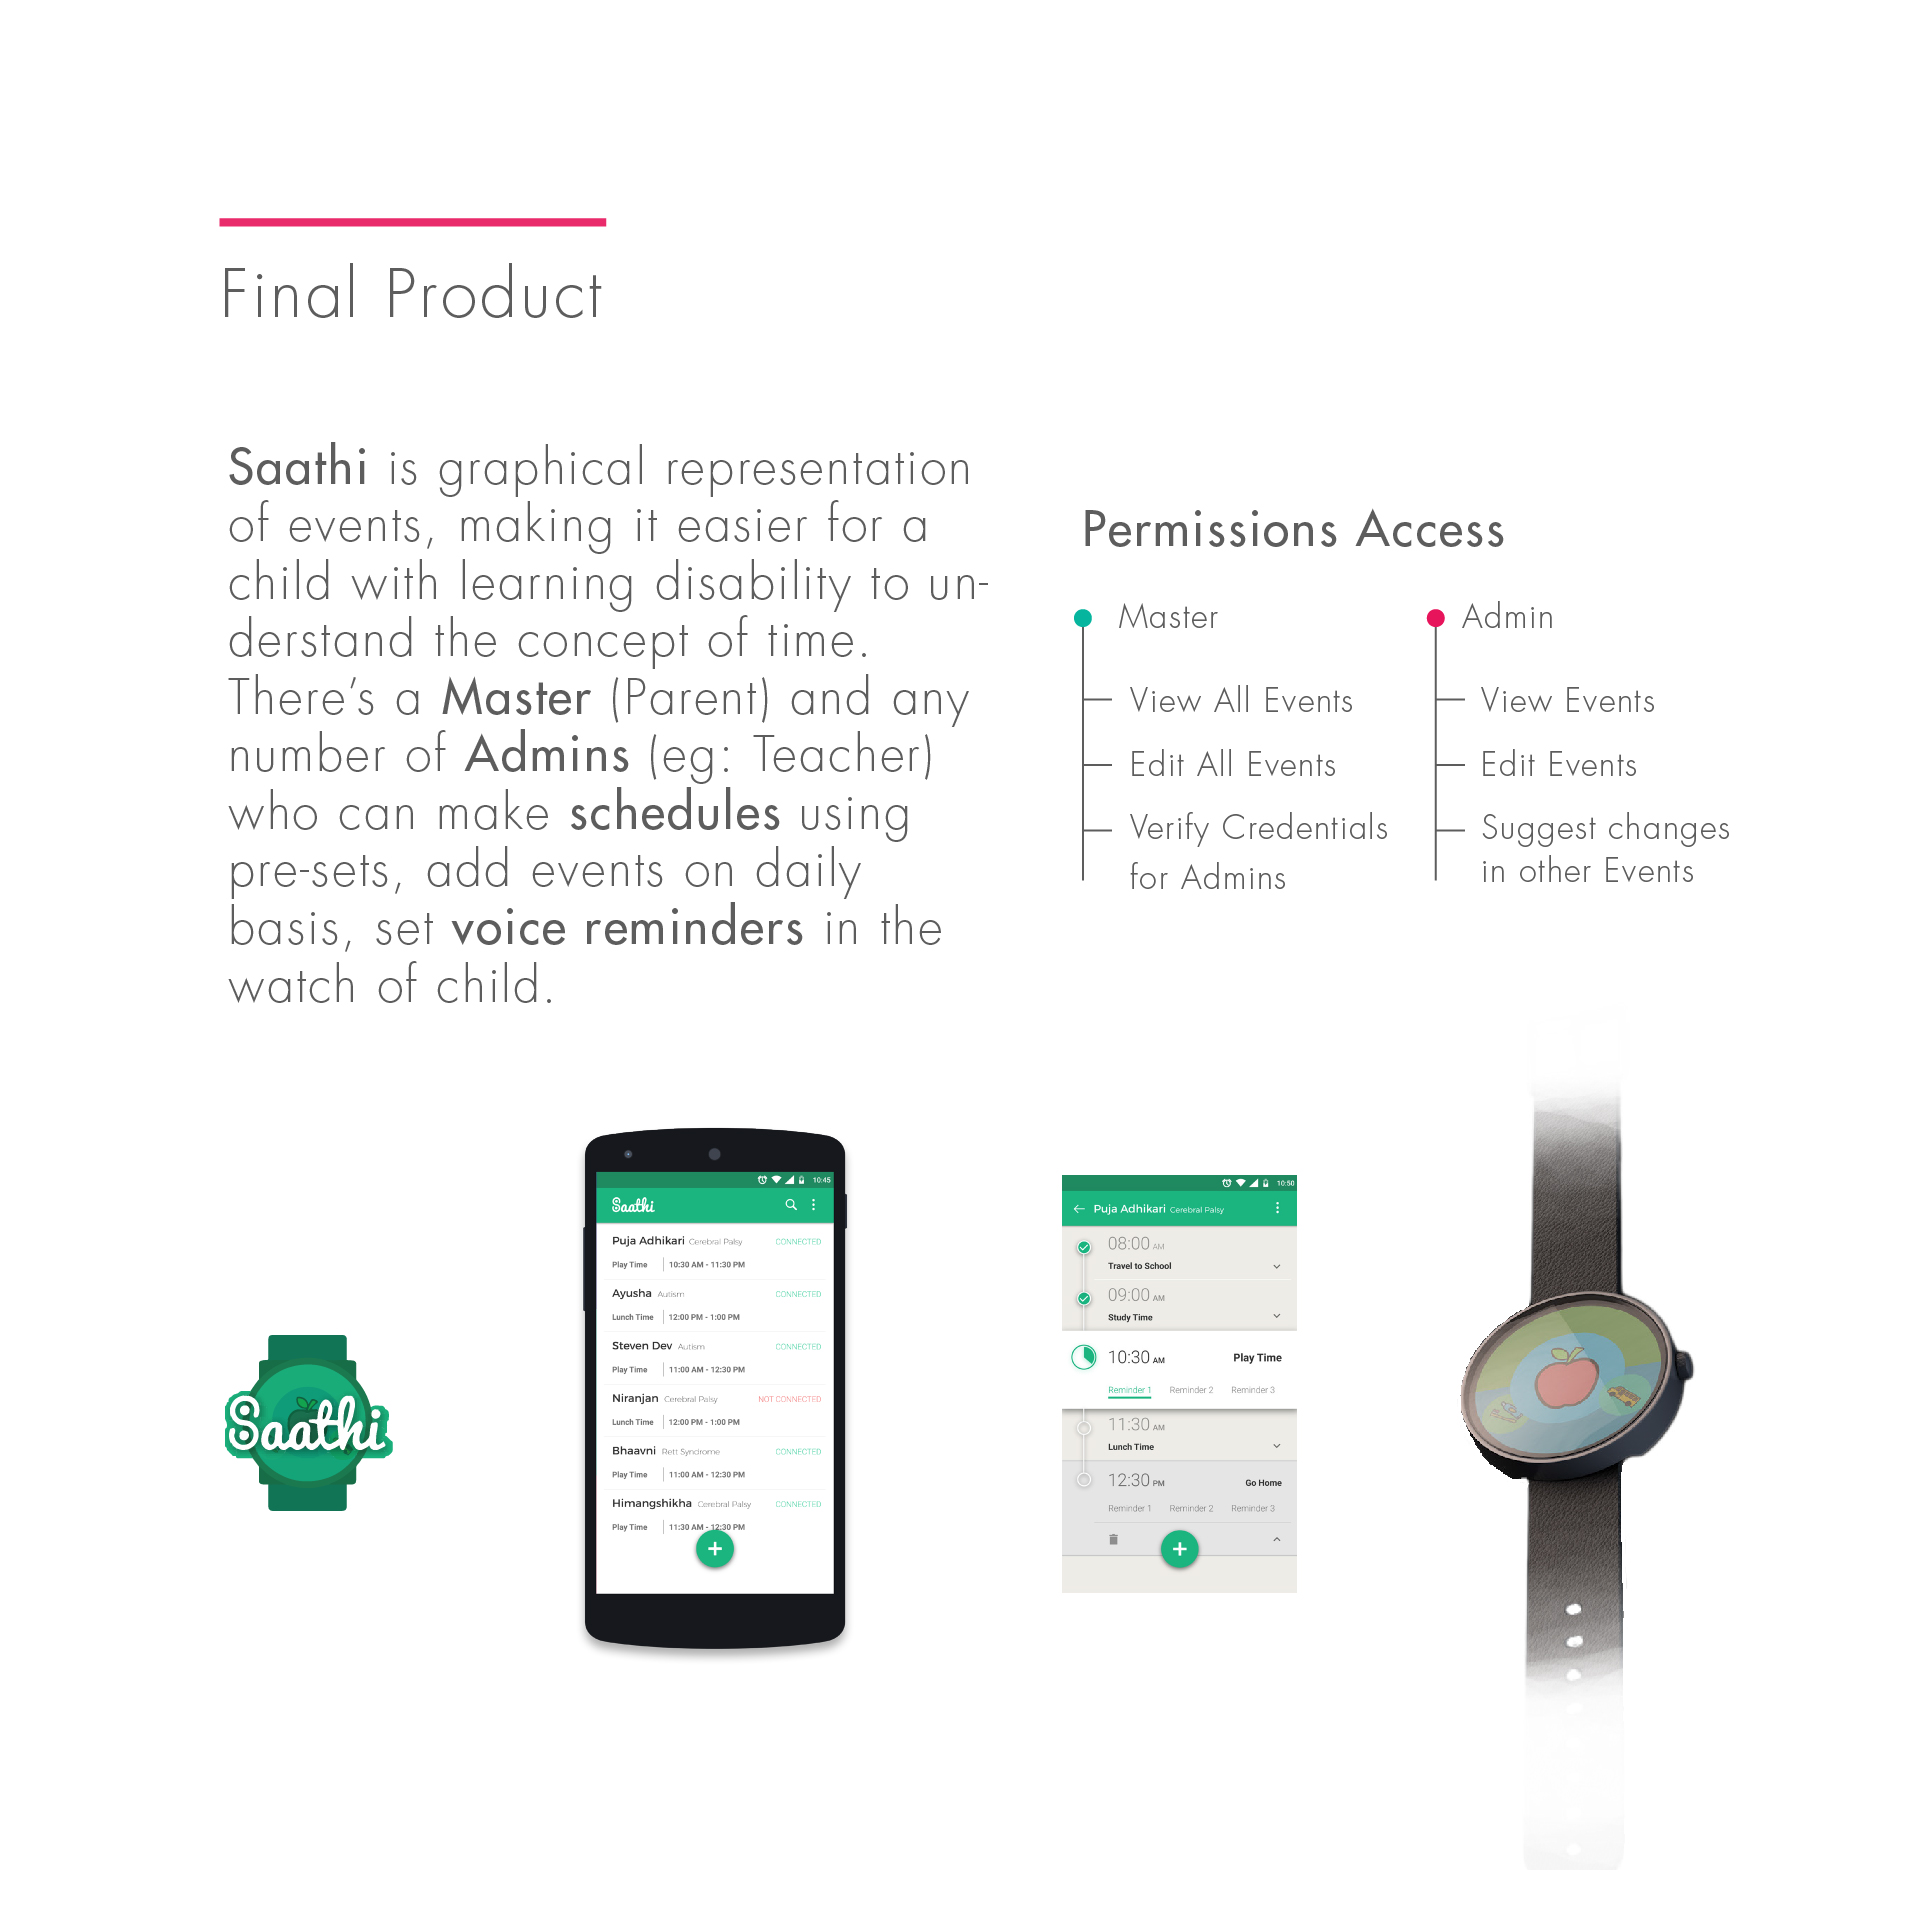 Final Product
Saathi is graphical representation
of events, making it easier for a
child with learning disability to un-
derstand the concept of time.
There's a Master (Parent) and any
number of Admins (eg: Teacher)
who can make schedules using
pre-sets, add events on daily
basis, set voice reminders in the
watch of child.
Permissions Access
Master
View All Events
Edit All Events
Verify Credentials
for Admins
Admin
View Events
Edit Events
Suggest changes
in other Events
Saathi
10:45
Saathi
Puja Adhikari Cerebral Palsy CONNECTED
Play Time 10:30 AM - 11:30 PM
Ayusha Autism CONNECTED
Lunch Time 12:00 PM - 1:00 PM
Steven Dev Autism CONNECTED
Play Time 11:00 AM - 12:30 PM
Niranjan Cerebral Palsy NOT CONNECTED
Lunch Time 12:00 PM - 1:00 PM
Bhaavni Rett Syndrome CONNECTED
Play Time 11:00 AM - 12:30 PM
Himangshikha Cerebral Palsy CONNECTED
Play Time 11:30 AM - 12:30 PM
+
10:50
Puja Adhikari Cerebral Palsy
08:00 AM
Travel to School
09:00 AM
Study Time
10:30 AM Play Time
Reminder 1 Reminder 2 Reminder 3
11:30 AM
Lunch Time
12:30 PM Go Home
Reminder 1 Reminder 2 Reminder 3
+